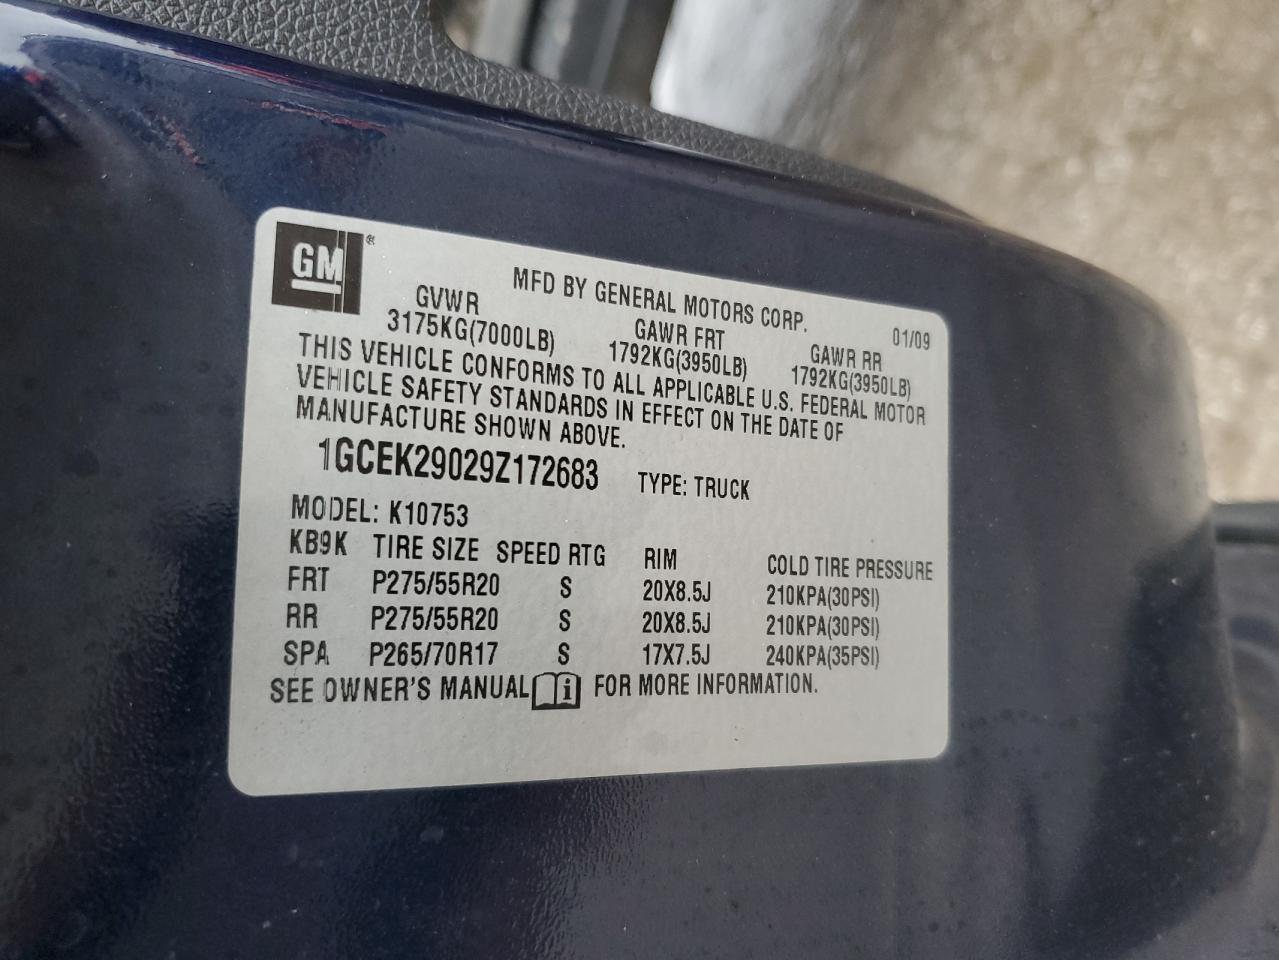 GM®
MFD BY GENERAL MOTORS CORP.
01/09
GVWR GAWR FRT GAWR RR
3175KG(7000LB) 1792KG(3950LB) 1792KG(3950LB)
THIS VEHICLE CONFORMS TO ALL APPLICABLE U.S. FEDERAL MOTOR
VEHICLE SAFETY STANDARDS IN EFFECT ON THE DATE OF
MANUFACTURE SHOWN ABOVE.
1GCEK29029Z172683 TYPE: TRUCK
MODEL: K10753
KB9K TIRE SIZE SPEED RTG RIM COLD TIRE PRESSURE
FRT P275/55R20 S 20X8.5J 210KPA(30PSI)
RR P275/55R20 S 20X8.5J 210KPA(30PSI)
SPA P265/70R17 S 17X7.5J 240KPA(35PSI)
SEE OWNER'S MANUAL i FOR MORE INFORMATION.